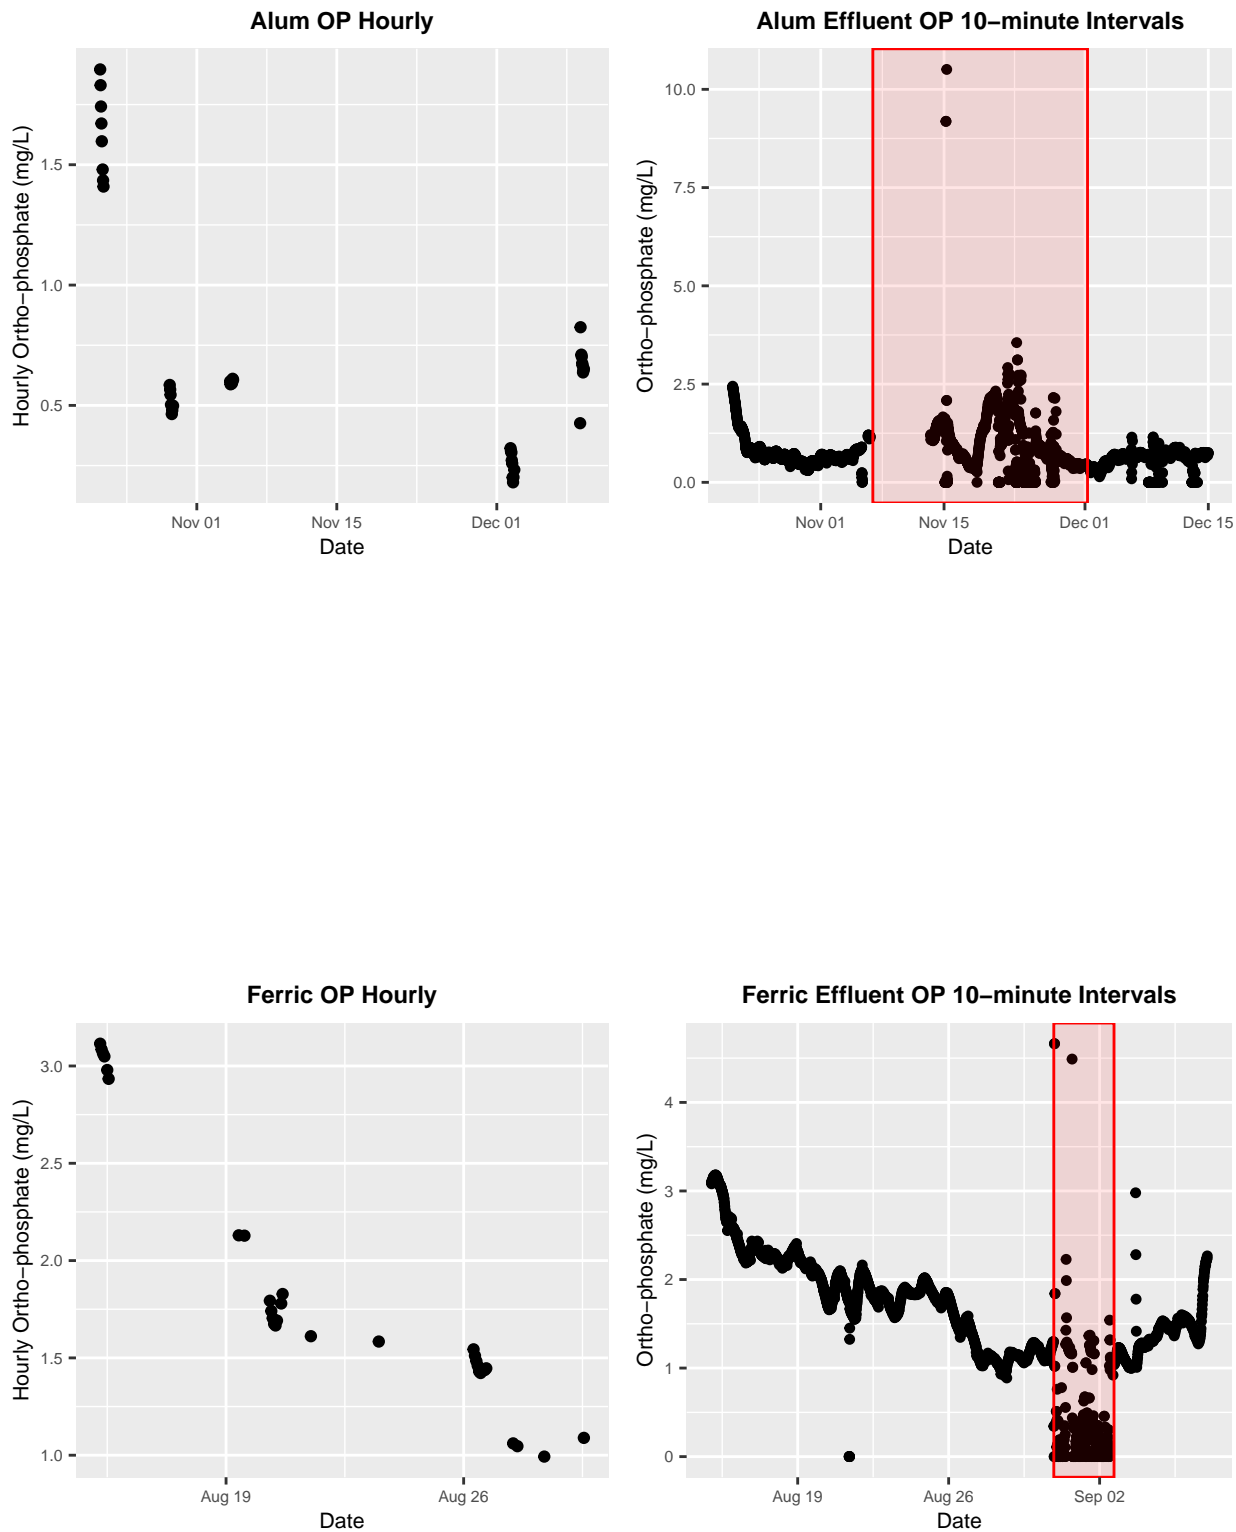 Alum OP Hourly
Hourly Ortho−phosphate (mg/L)
1.5
1.0
0.5
Nov 01
Nov 15
Dec 01
Date
Alum Effluent OP 10−minute Intervals
Ortho−phosphate (mg/L)
10.0
7.5
5.0
2.5
0.0
Nov 01
Nov 15
Dec 01
Dec 15
Date
Ferric OP Hourly
Hourly Ortho−phosphate (mg/L)
3.0
2.5
2.0
1.5
1.0
Aug 19
Aug 26
Date
Ferric Effluent OP 10−minute Intervals
Ortho−phosphate (mg/L)
4
3
2
1
0
Aug 19
Aug 26
Sep 02
Date